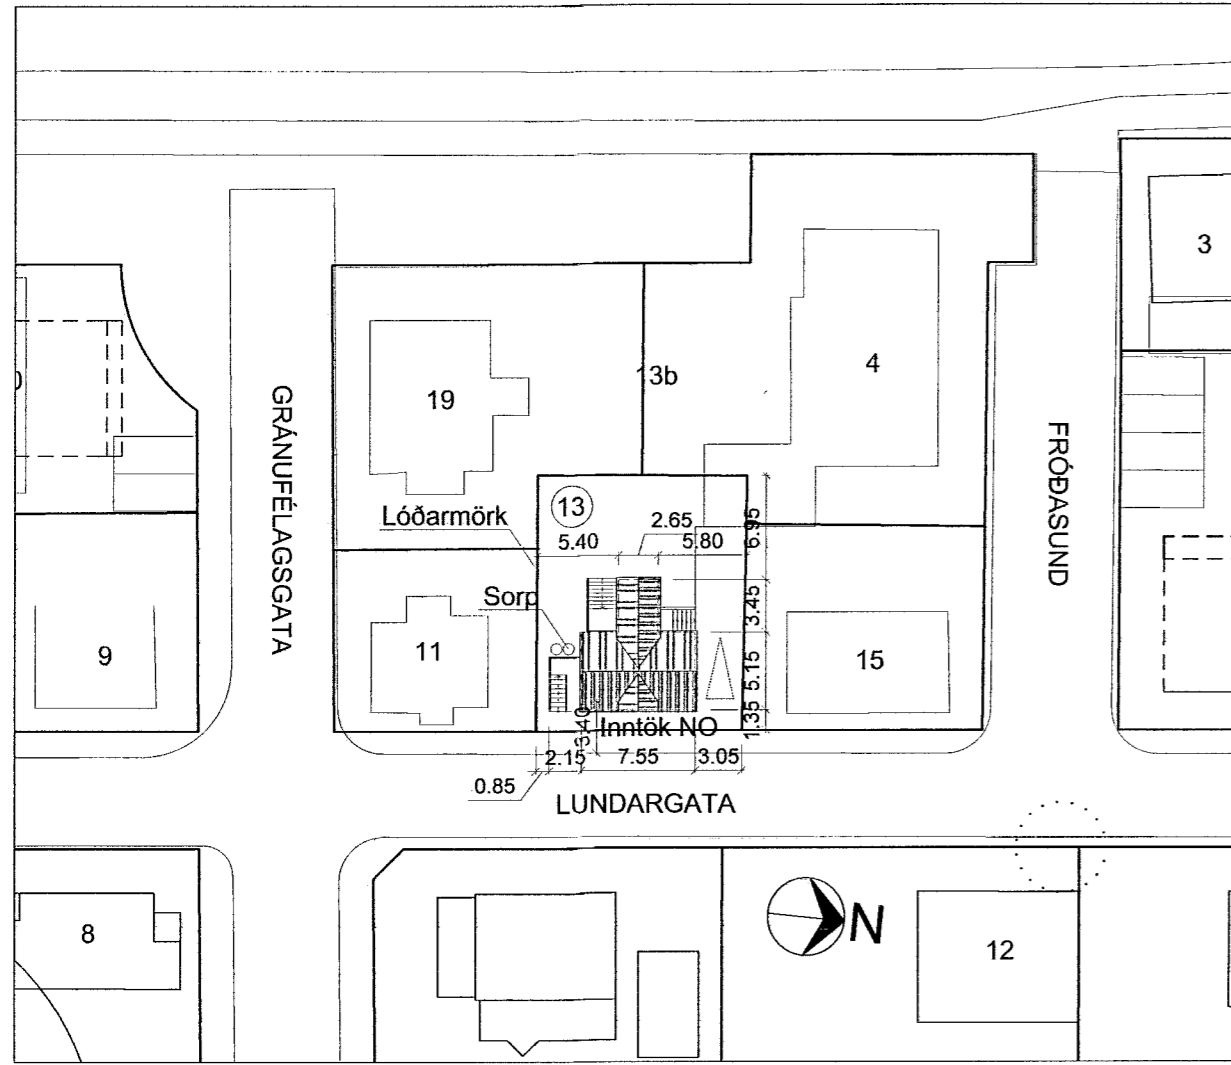 3
4
13b
19
GRÁNUFÉLAGSGATA
FRÓÐASUND
13
Lóðarmörk
2.65
5.40
5.80
6.95
Sorp
3.45
9
11
15
5.15
1.35
3.40
Inntök NO
2.15
7.55
3.05
0.85
LUNDARGATA
N
8
12